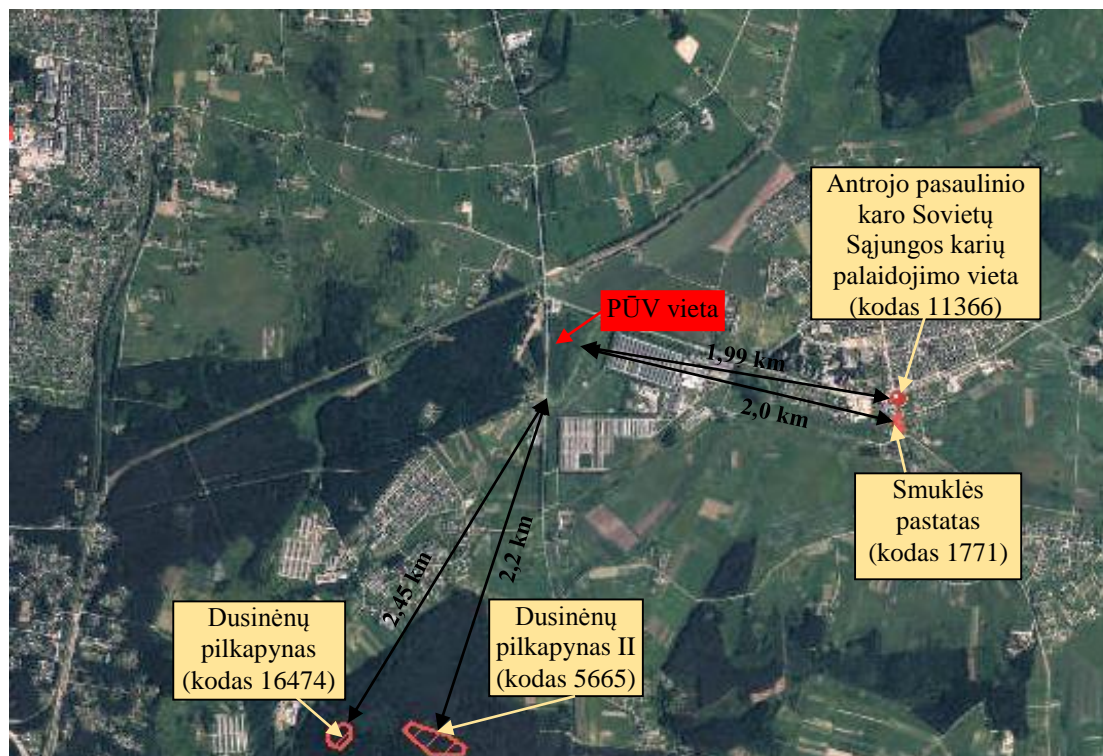 Antrojo pasaulinio
karo Sovietų
Sąjungos karių
palaidojimo vieta
(kodas 11366)
PŪV vieta
1,99 km
2,0 km
Smuklės
pastatas
(kodas 1771)
2,45 km
2,2 km
Dusinėnų
pilkapynas
(kodas 16474)
Dusinėnų
pilkapynas II
(kodas 5665)